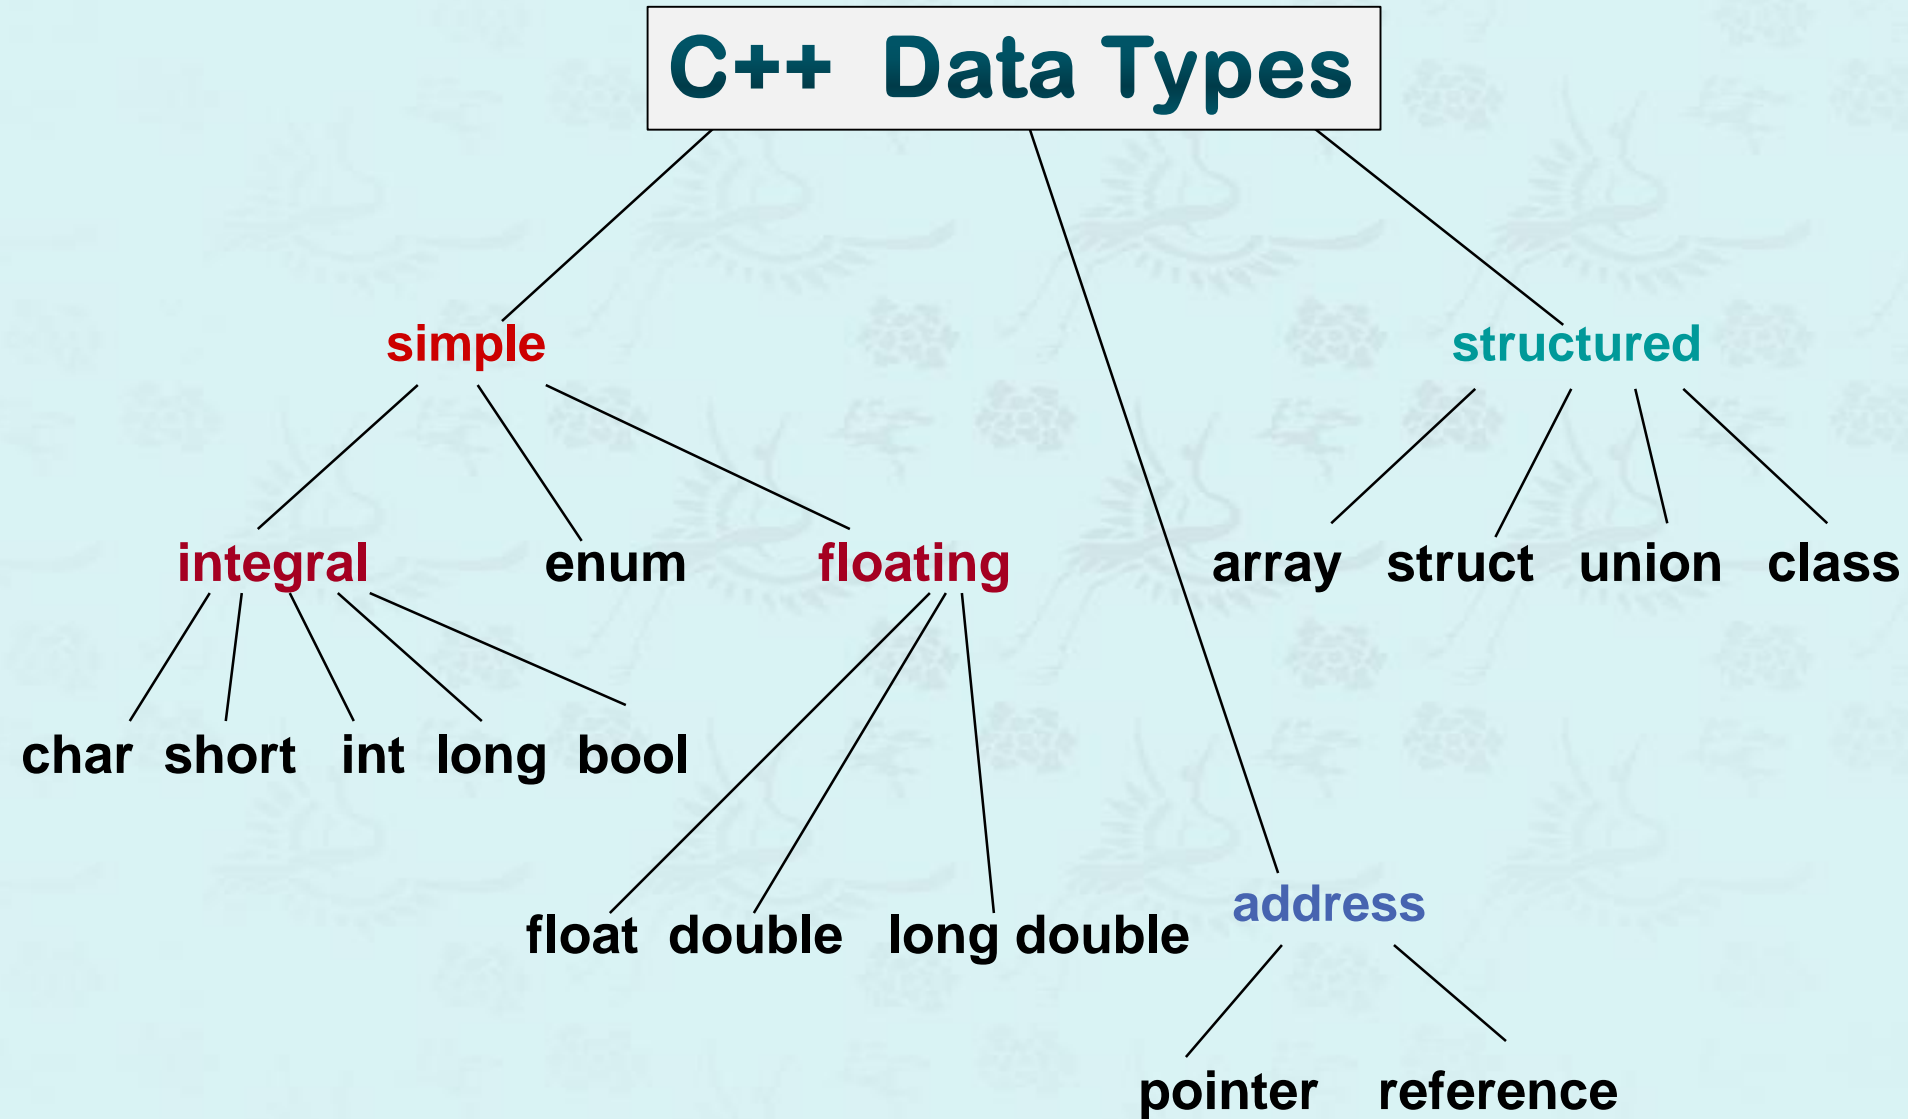 C++ Data Types
simple structured
integral enum floating array struct union class
char short int long bool
address
float double long double
pointer reference